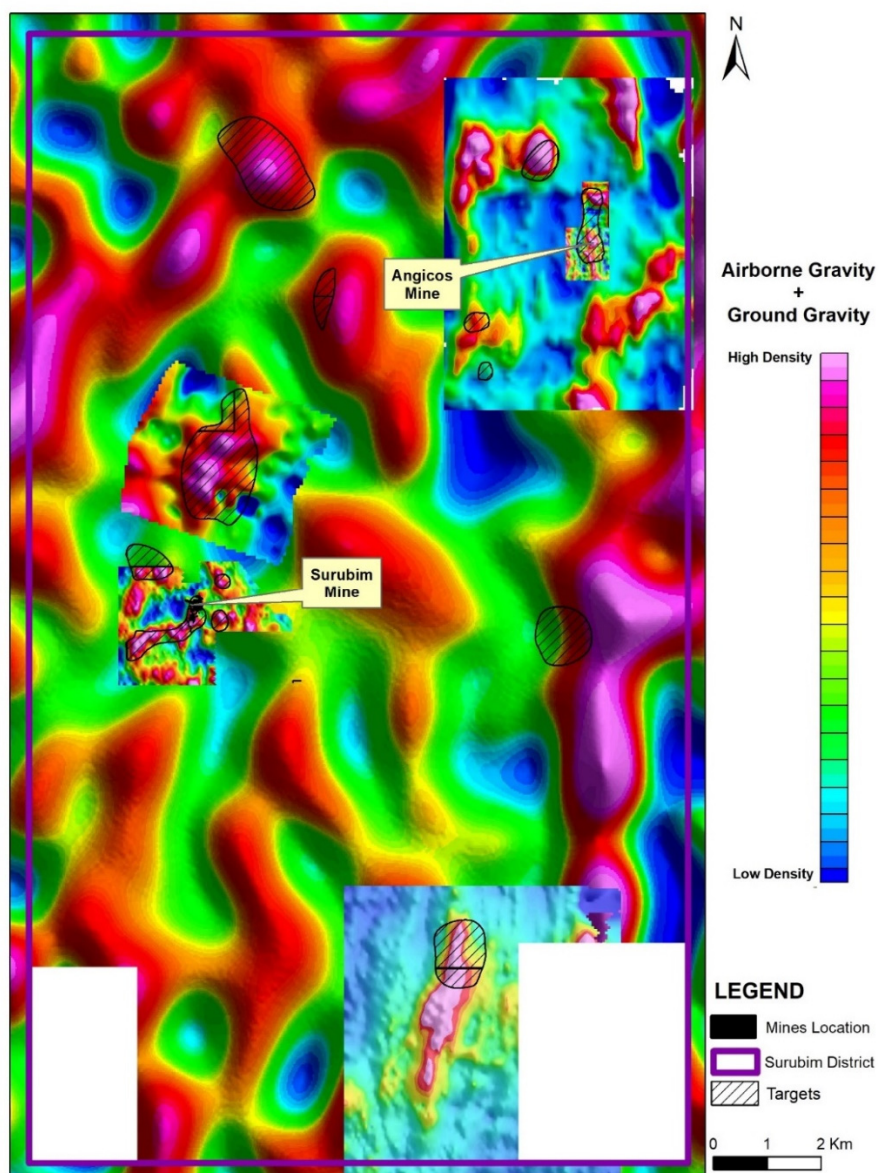 N
Angicos
Mine
Airborne Gravity
+
Ground Gravity
High Density
Surubim
Mine
Low Density
LEGEND
Mines Location
Surubim District
Targets
0 1 2 Km